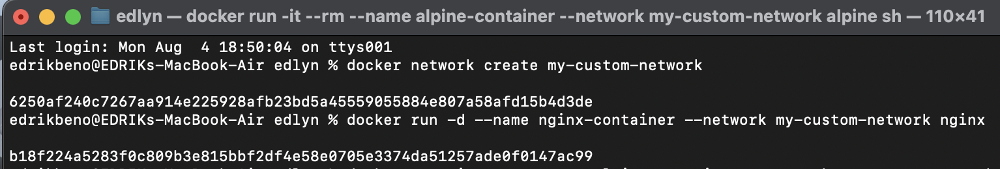 edlyn — docker run -it --rm --name alpine-container --network my-custom-network alpine sh — 110×41
Last login: Mon Aug  4 18:50:04 on ttys001
edrikbeno@EDRIKs-MacBook-Air edlyn % docker network create my-custom-network
6250af240c7267aa914e225928afb23bd5a45559055884e807a58afd15b4d3de
edrikbeno@EDRIKs-MacBook-Air edlyn % docker run -d --name nginx-container --network my-custom-network nginx
b18f224a5283f0c809b3e815bbf2df4e58e0705e3374da51257ade0f0147ac99